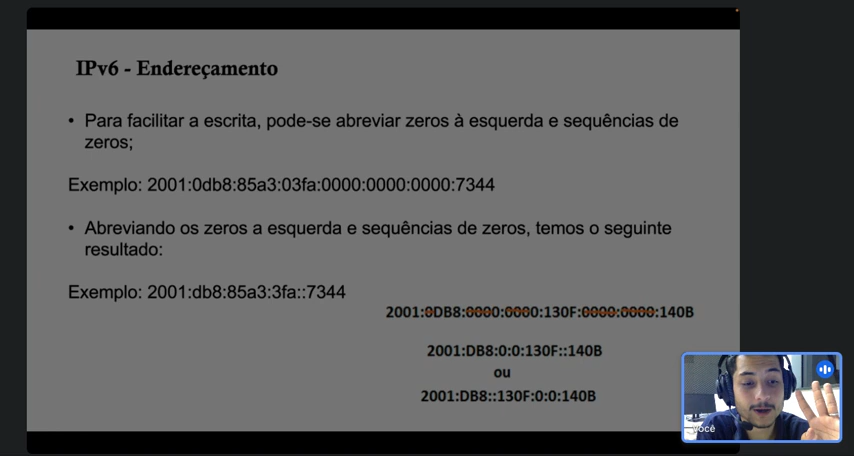 IPv6 - Endereçamento
• Para facilitar a escrita, pode-se abreviar zeros à esquerda e sequências de
zeros;
Exemplo: 2001:0db8:85a3:03fa:0000:0000:0000:7344
• Abreviando os zeros a esquerda e sequências de zeros, temos o seguinte
resultado:
Exemplo: 2001:db8:85a3:3fa::7344
2001:0DB8:0000:0000:130F:0000:0000:140B
2001:DB8:0:0:130F::140B
ou
2001:DB8::130F:0:0:140B
você